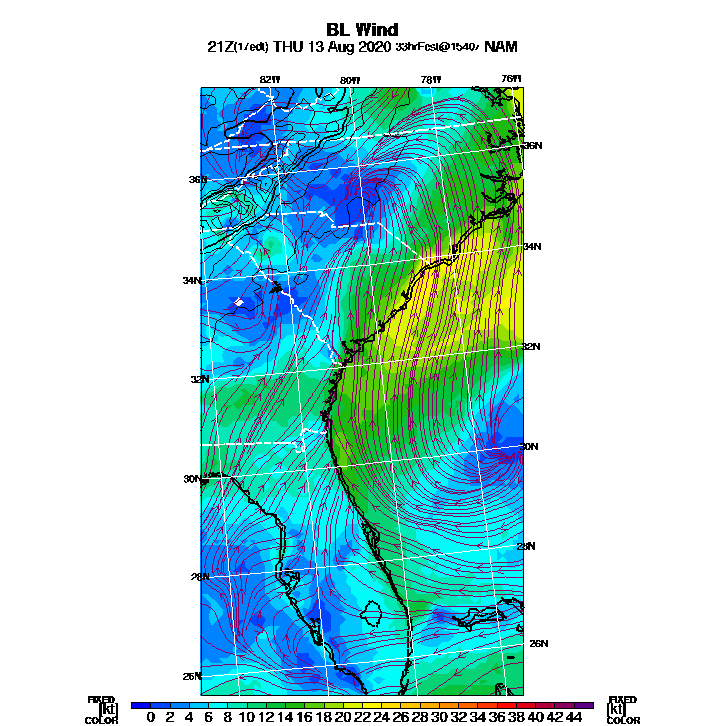 BL Wind
21Z(17edt) THU 13 Aug 2020 33hrFcst@1540z NAM
82W 80W 78W 76W
36N
36N
34N
34N
32N
32N
30N
30N
28N
28N
26N
26N
FIXED FIXED
[kt] 0 2 4 6 8 10 12 14 16 18 20 22 24 26 28 30 32 34 36 38 40 42 44 [kt]
COLOR COLOR